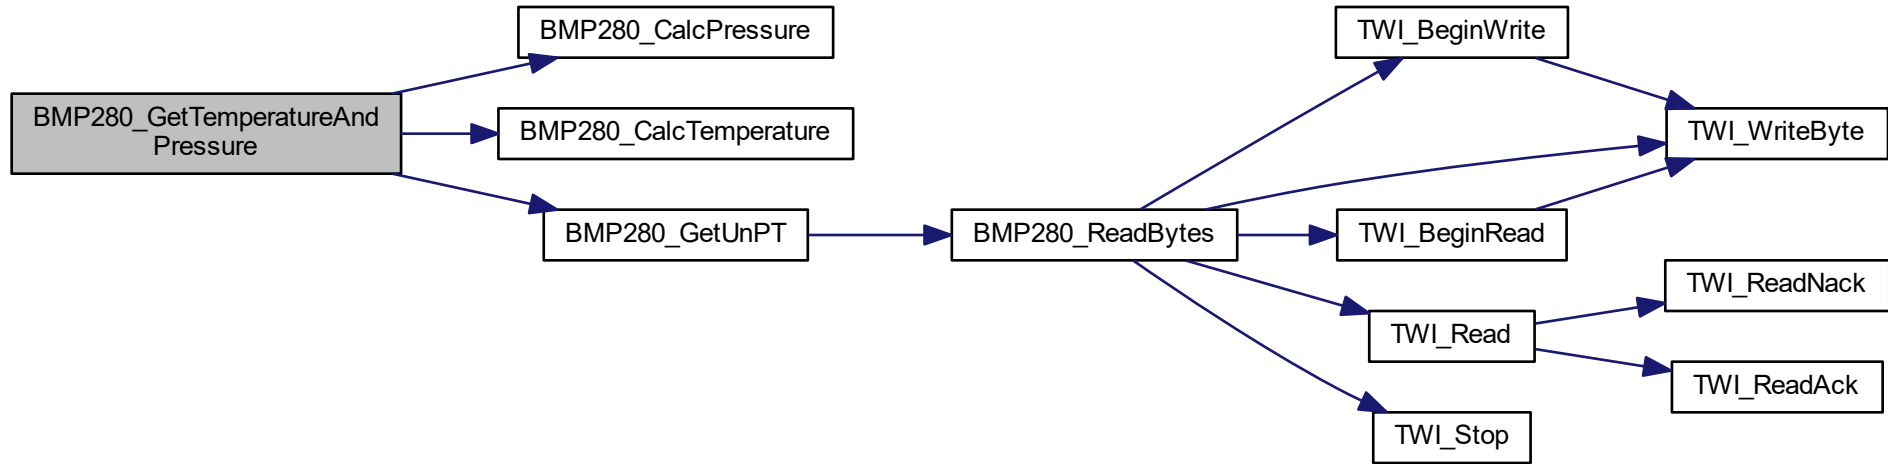 BMP280_GetTemperatureAnd
Pressure
BMP280_CalcPressure
BMP280_CalcTemperature
BMP280_GetUnPT
BMP280_ReadBytes
TWI_BeginWrite
TWI_WriteByte
TWI_BeginRead
TWI_Read
TWI_ReadNack
TWI_ReadAck
TWI_Stop